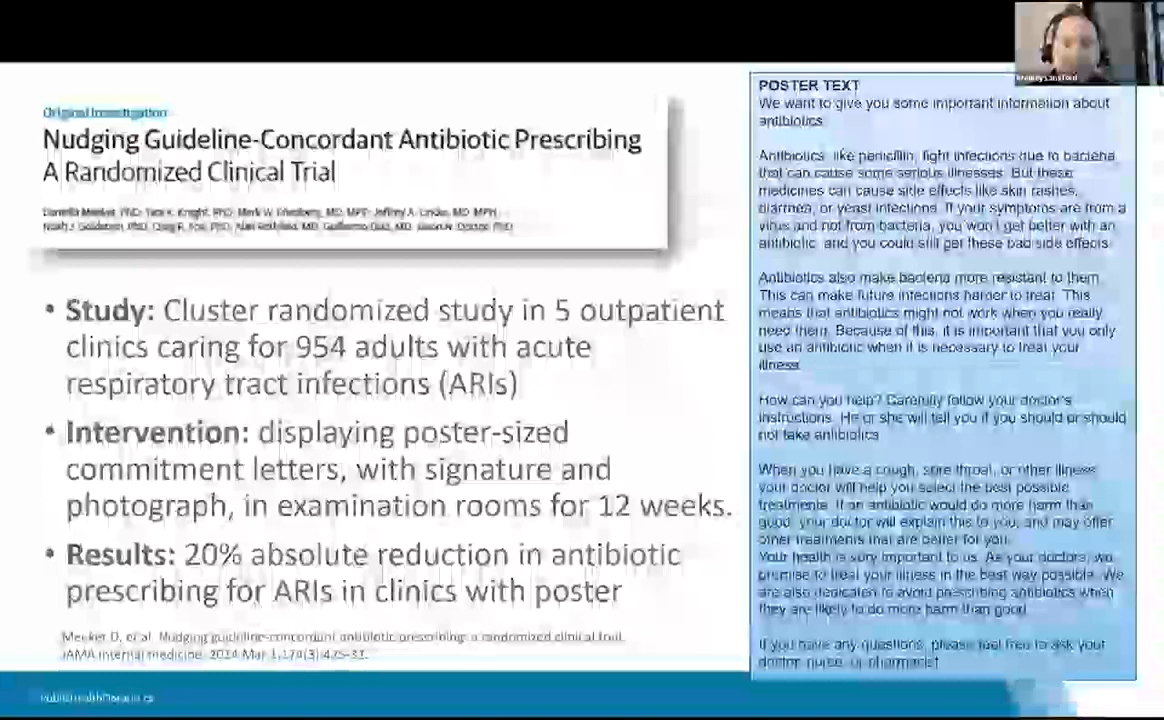 Original Investigation
Nudging Guideline-Concordant Antibiotic Prescribing
A Randomized Clinical Trial
• Study: Cluster randomized study in 5 outpatient
clinics caring for 954 adults with acute
respiratory tract infections (ARIs)
• Intervention: displaying poster-sized
commitment letters, with signature and
photograph, in examination rooms for 12 weeks.
• Results: 20% absolute reduction in antibiotic
prescribing for ARIs in clinics with poster
Meeker D, et al. Nudging guideline-concordant antibiotic prescribing: a randomized clinical trial.
JAMA internal medicine. 2014 Mar 1;174(3):425-31.
PublicHealthOntario.ca
POSTER TEXT
We want to give you some important information about
antibiotics.
Antibiotics, like penicillin, fight infections due to bacteria
that can cause some serious illnesses. But these
medicines can cause side effects like skin rashes,
diarrhea, or yeast infections. If your symptoms are from a
virus and not from bacteria, you won't get better with an
antibiotic, and you could still get these bad side effects.
Antibiotics also make bacteria more resistant to them.
This can make future infections harder to treat. This
means that antibiotics might not work when you really
need them. Because of this, it is important that you only
use an antibiotic when it is necessary to treat your
illness.
How can you help? Carefully follow your doctor's
instructions. He or she will tell you if you should or should
not take antibiotics.
When you have a cough, sore throat, or other illness,
your doctor will help you select the best possible
treatments. If an antibiotic would do more harm than
good, your doctor will explain this to you, and may offer
other treatments that are better for you.
Your health is very important to us. As your doctors, we
promise to treat your illness in the best way possible. We
are also dedicated to avoid prescribing antibiotics when
they are likely to do more harm than good.
If you have any questions, please feel free to ask your
doctor, nurse, or pharmacist.